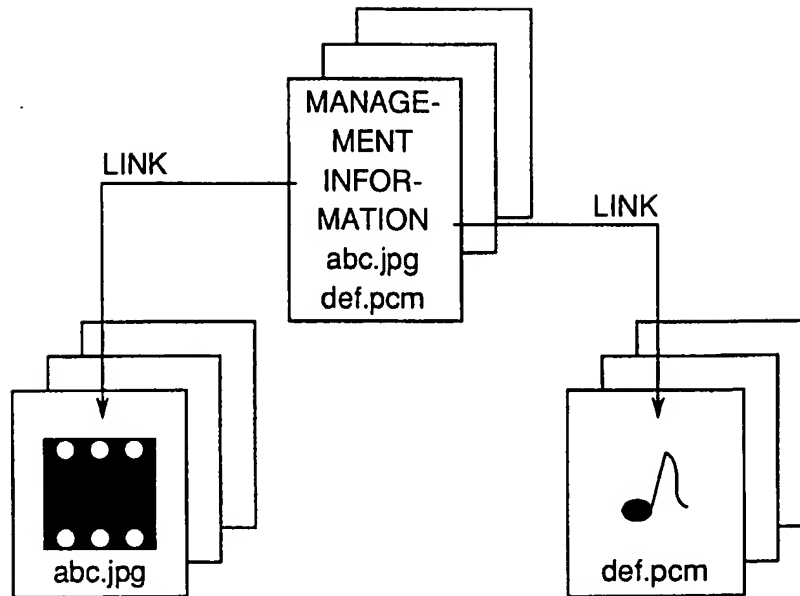 MANAGE-
MENT
INFOR-
MATION
abc.jpg
def.pcm
LINK
LINK
abc.jpg
def.pcm